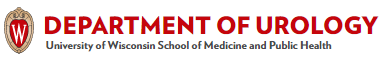 W
DEPARTMENT OF UROLOGY
University of Wisconsin School of Medicine and Public Health